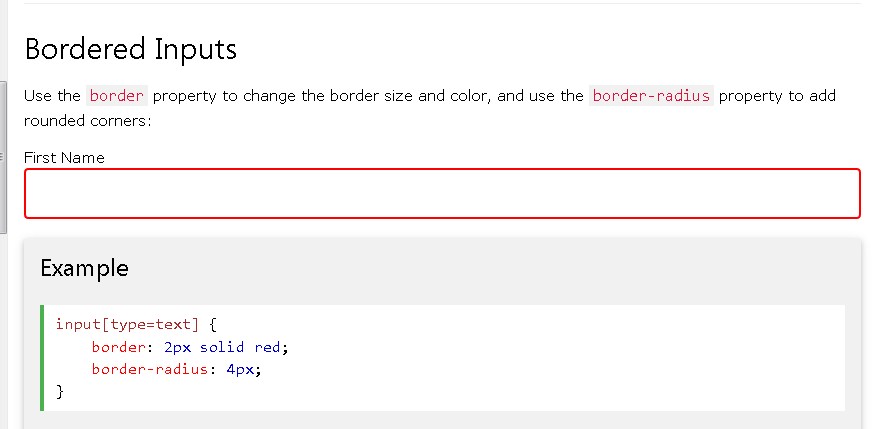 Bordered Inputs
Use the border property to change the border size and color, and use the border-radius property to add
rounded corners:
First Name
Example
input[type=text] {
    border: 2px solid red;
    border-radius: 4px;
}